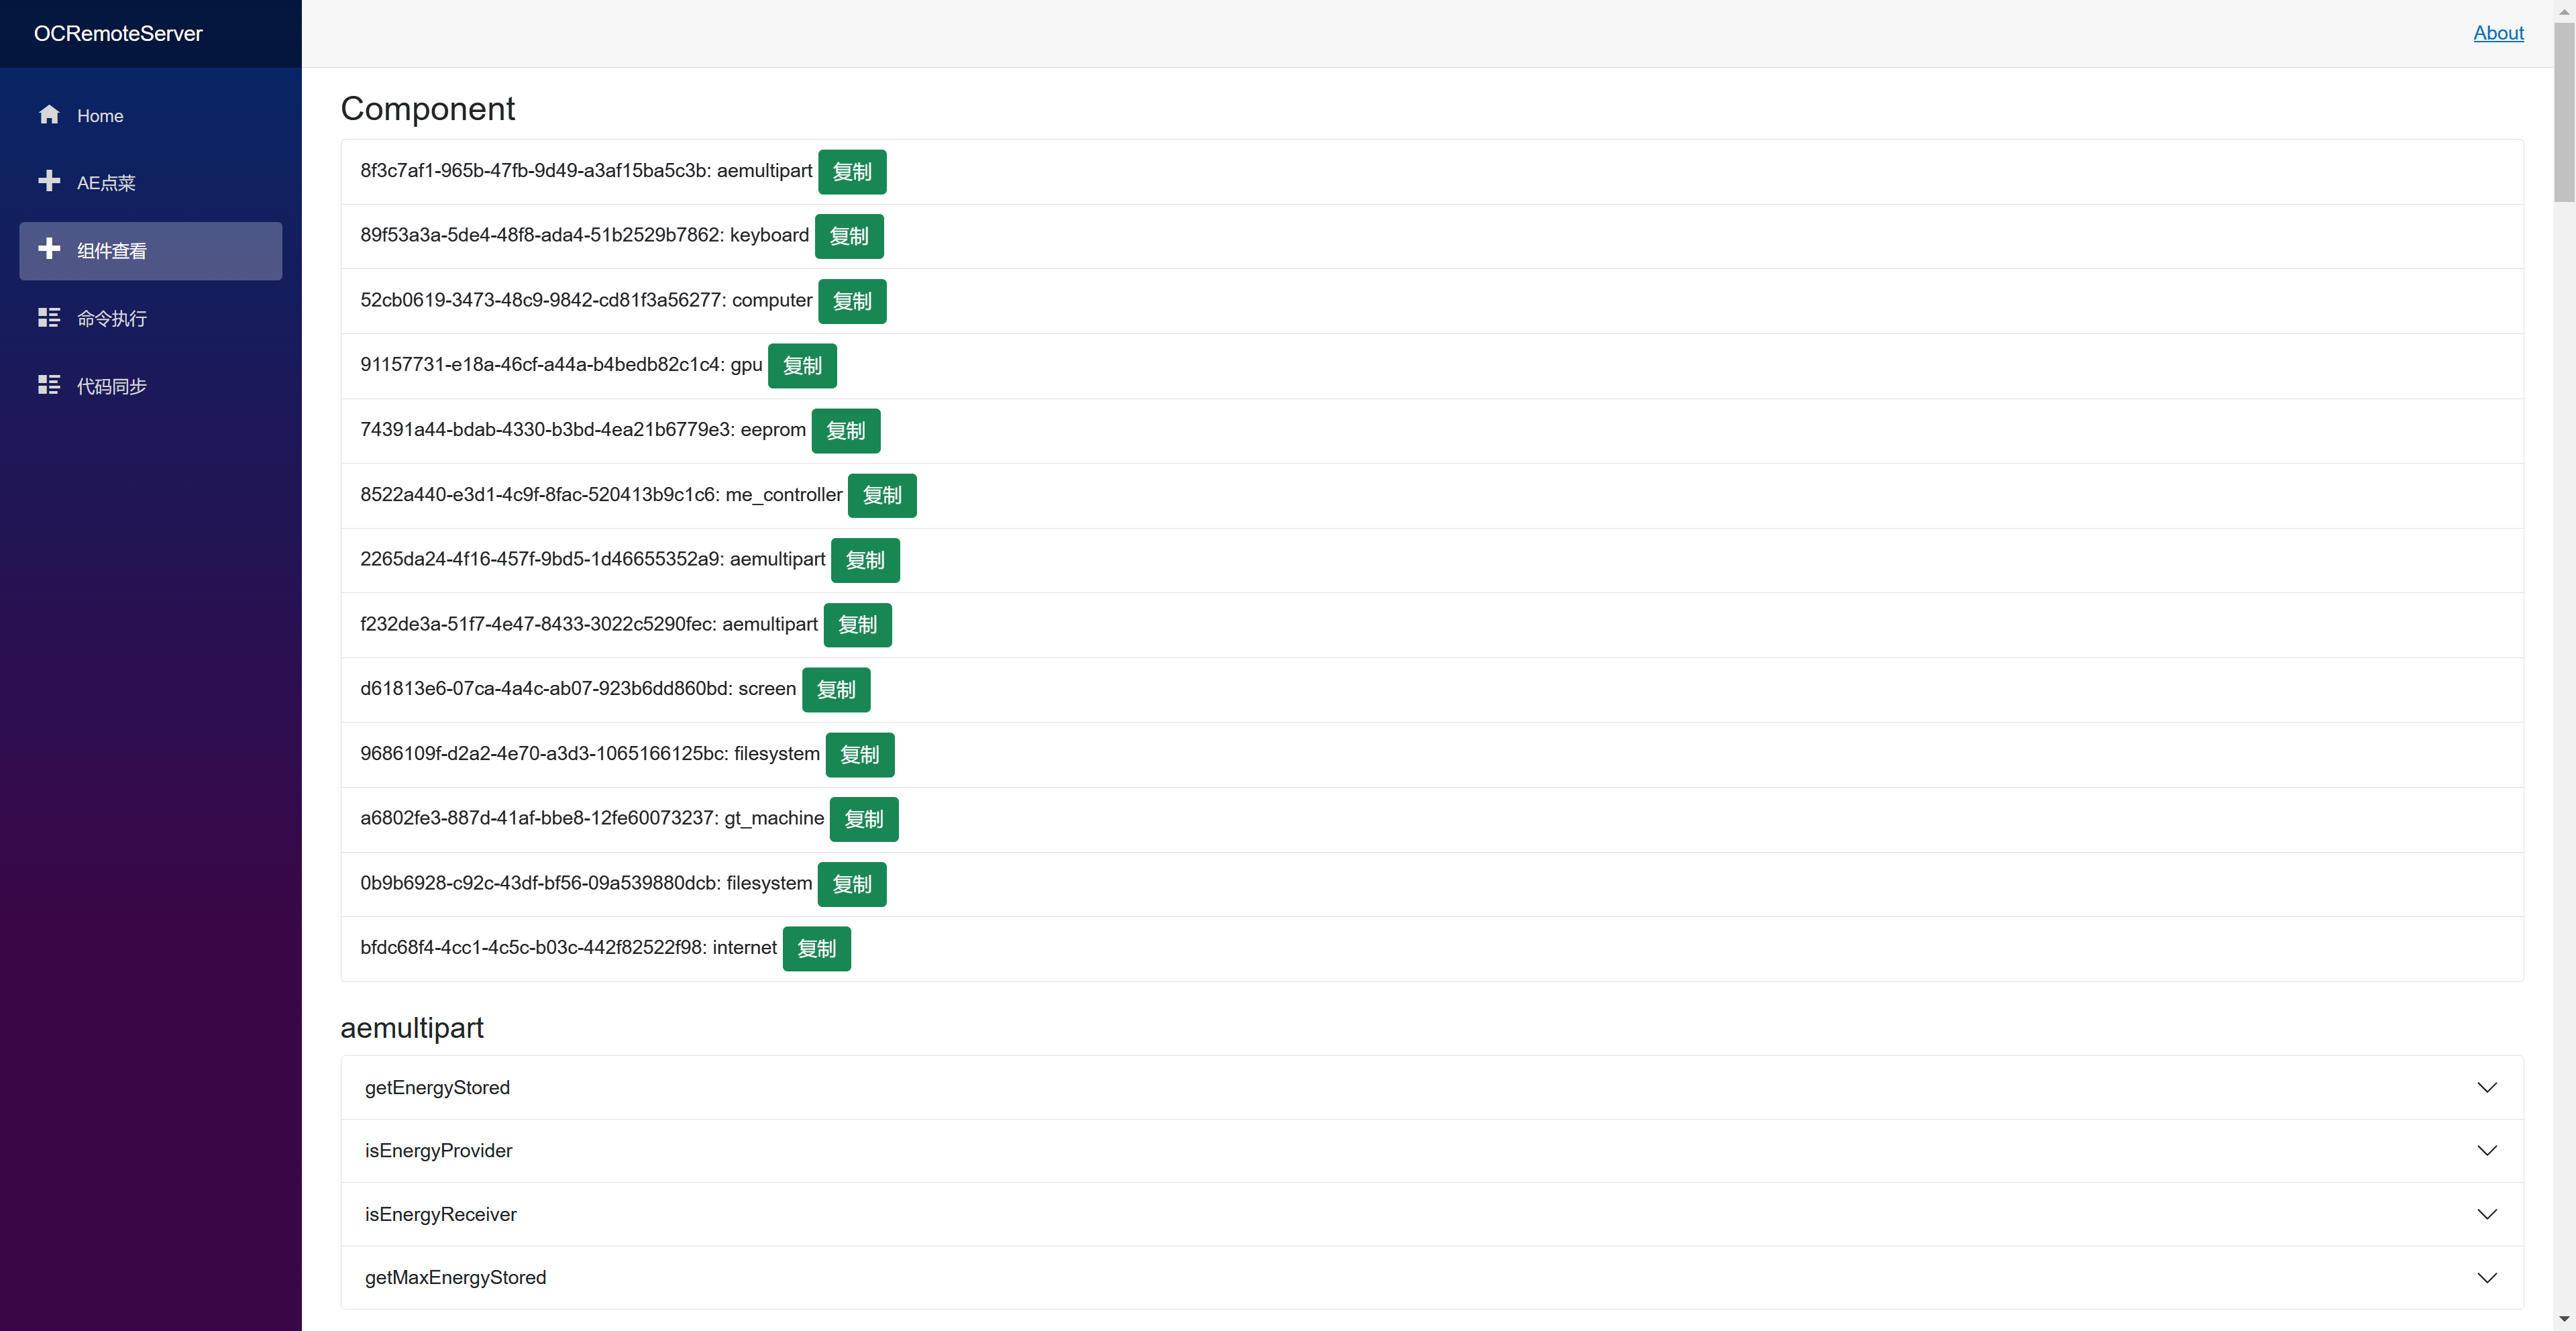 OCRemoteServer
About
Home
AE点菜
组件查看
命令执行
代码同步
Component
8f3c7af1-965b-47fb-9d49-a3af15ba5c3b: aemultipart 复制
89f53a3a-5de4-48f8-ada4-51b2529b7862: keyboard 复制
52cb0619-3473-48c9-9842-cd81f3a56277: computer 复制
91157731-e18a-46cf-a44a-b4bedb82c1c4: gpu 复制
74391a44-bdab-4330-b3bd-4ea21b6779e3: eeprom 复制
8522a440-e3d1-4c9f-8fac-520413b9c1c6: me_controller 复制
2265da24-4f16-457f-9bd5-1d46655352a9: aemultipart 复制
f232de3a-51f7-4e47-8433-3022c5290fec: aemultipart 复制
d61813e6-07ca-4a4c-ab07-923b6dd860bd: screen 复制
9686109f-d2a2-4e70-a3d3-1065166125bc: filesystem 复制
a6802fe3-887d-41af-bbe8-12fe60073237: gt_machine 复制
0b9b6928-c92c-43df-bf56-09a539880dcb: filesystem 复制
bfdc68f4-4cc1-4c5c-b03c-442f82522f98: internet 复制
aemultipart
getEnergyStored
isEnergyProvider
isEnergyReceiver
getMaxEnergyStored